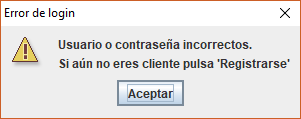 Error de login
Usuario o contraseña incorrectos.
Si aún no eres cliente pulsa 'Registrarse'
Aceptar